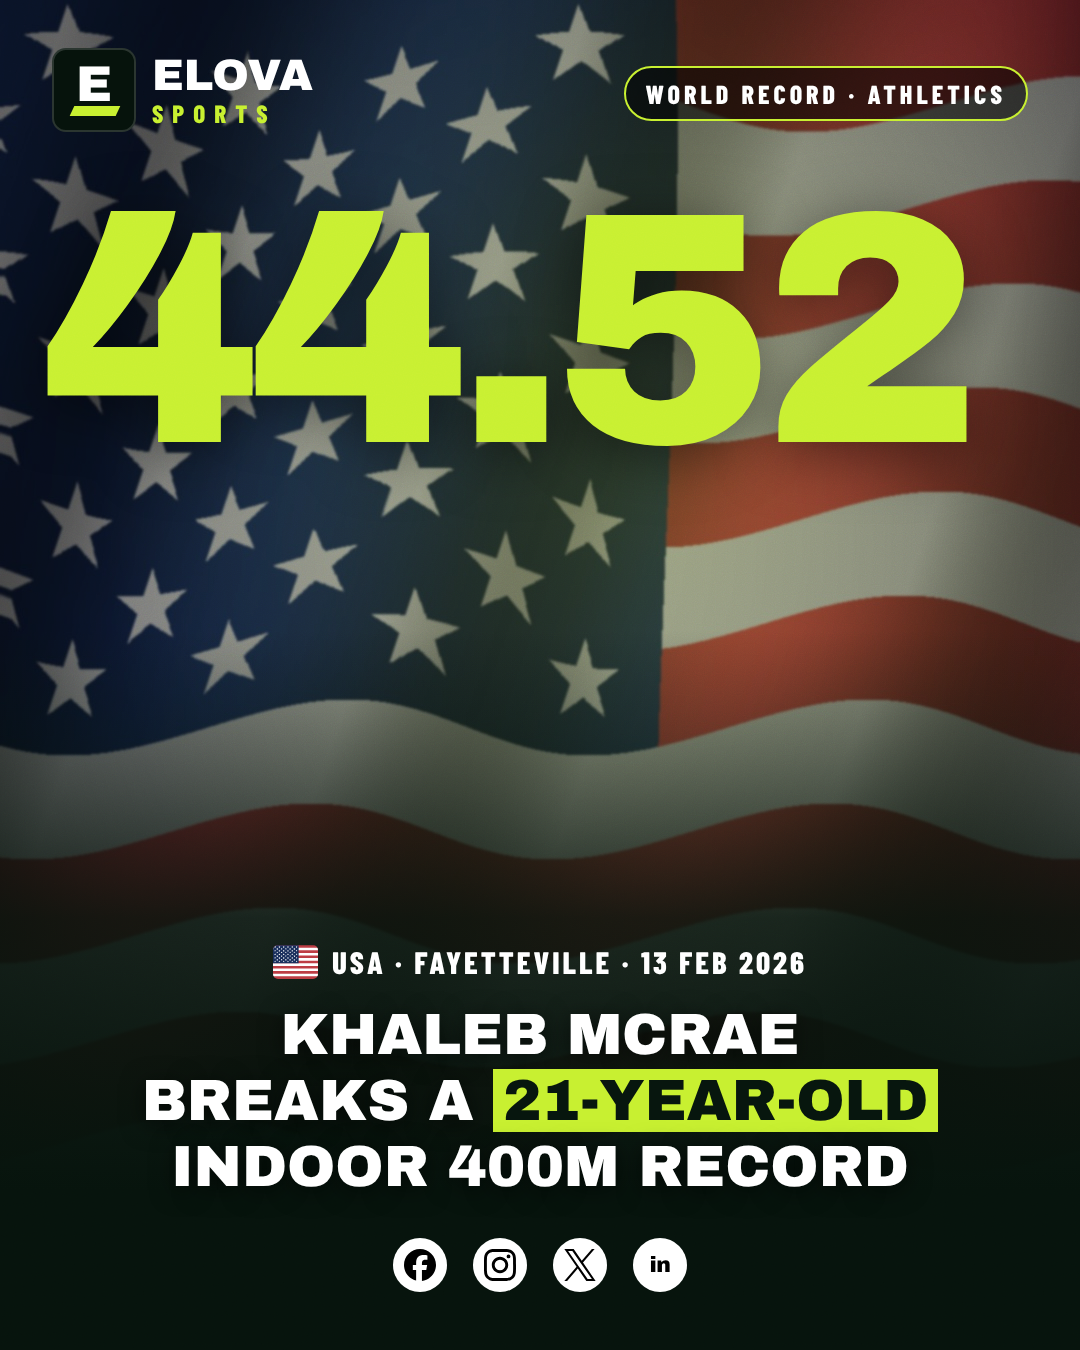 E
ELOVA
SPORTS
WORLD RECORD · ATHLETICS
44.52
USA · FAYETTEVILLE · 13 FEB 2026
KHALEB MCRAE
BREAKS A 21-YEAR-OLD
INDOOR 400M RECORD
in